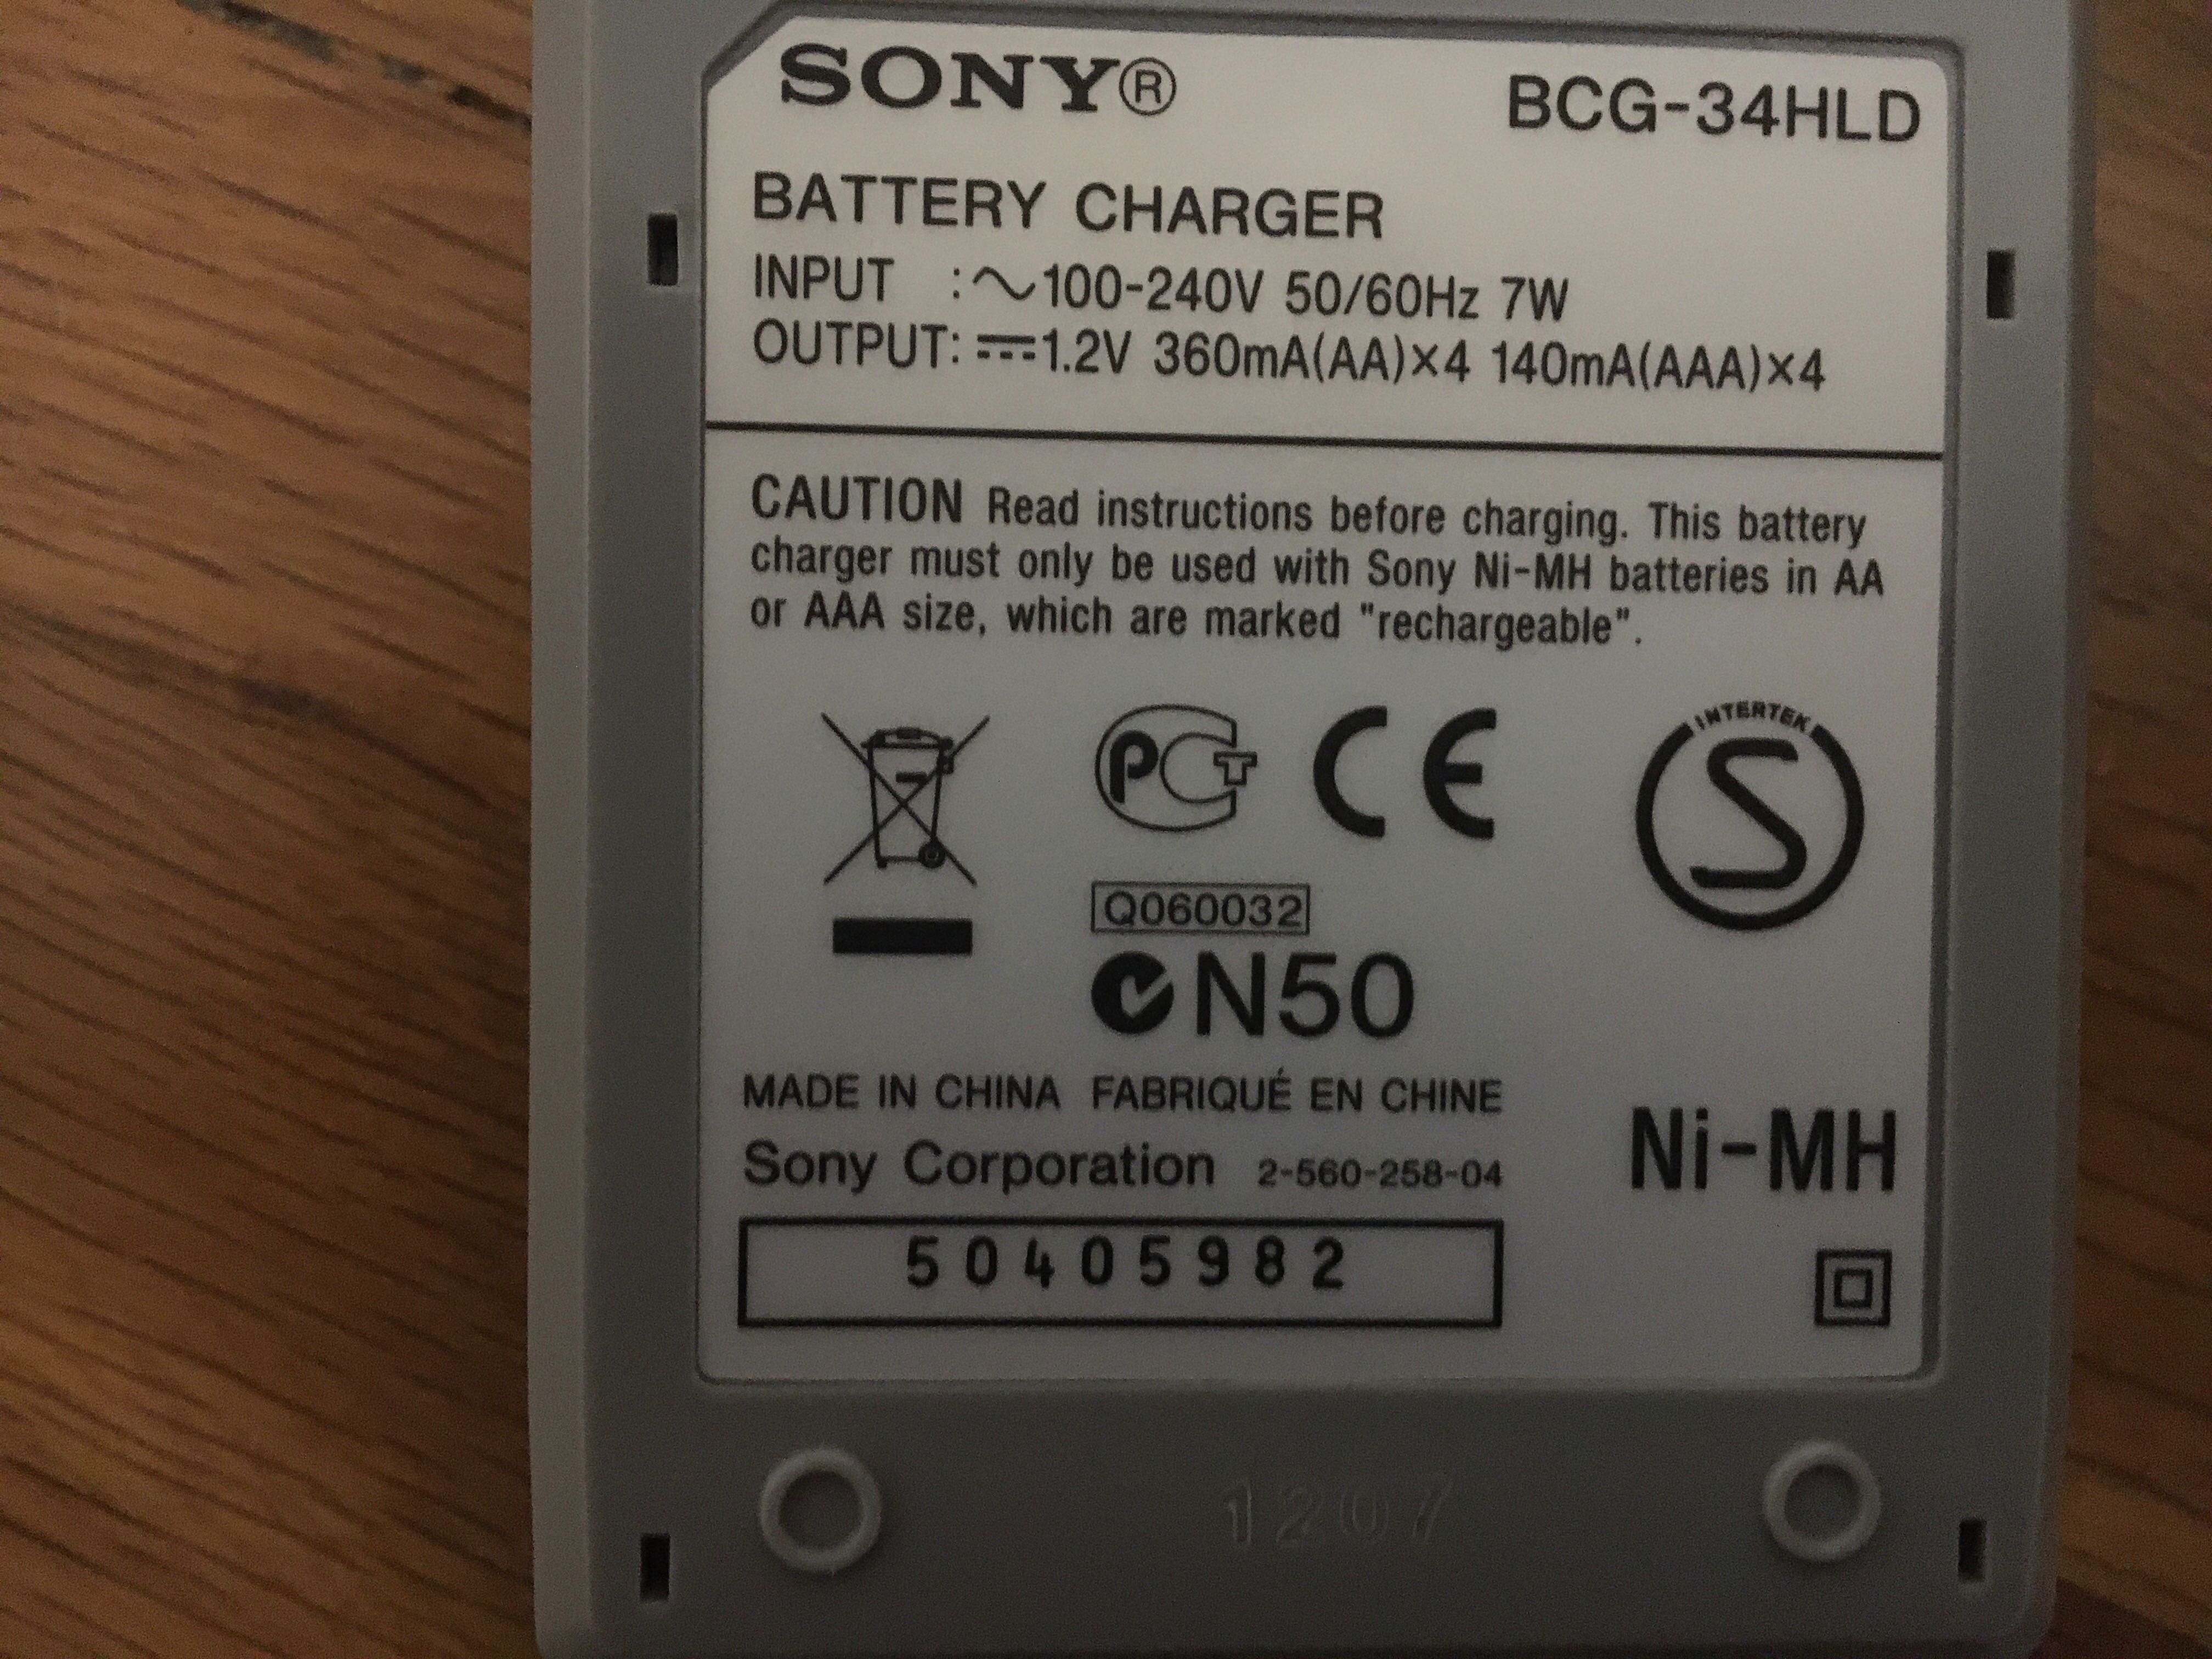 SONY®
BCG-34HLD
BATTERY CHARGER
INPUT :∼100-240V 50/60Hz 7W
OUTPUT: ⎓1.2V 360mA(AA)×4 140mA(AAA)×4
CAUTION Read instructions before charging. This battery
charger must only be used with Sony Ni-MH batteries in AA
or AAA size, which are marked "rechargeable".
PCT CE
INTERTEK
S
Q060032
N50
MADE IN CHINA FABRIQUÉ EN CHINE
Sony Corporation 2-560-258-04
Ni-MH
50405982
1207